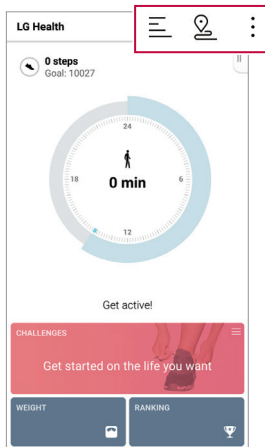 LG Health
0 steps
Goal: 10027
24
18
0 min
6
12
Get active!
CHALLENGES
Get started on the life you want
WEIGHT
RANKING